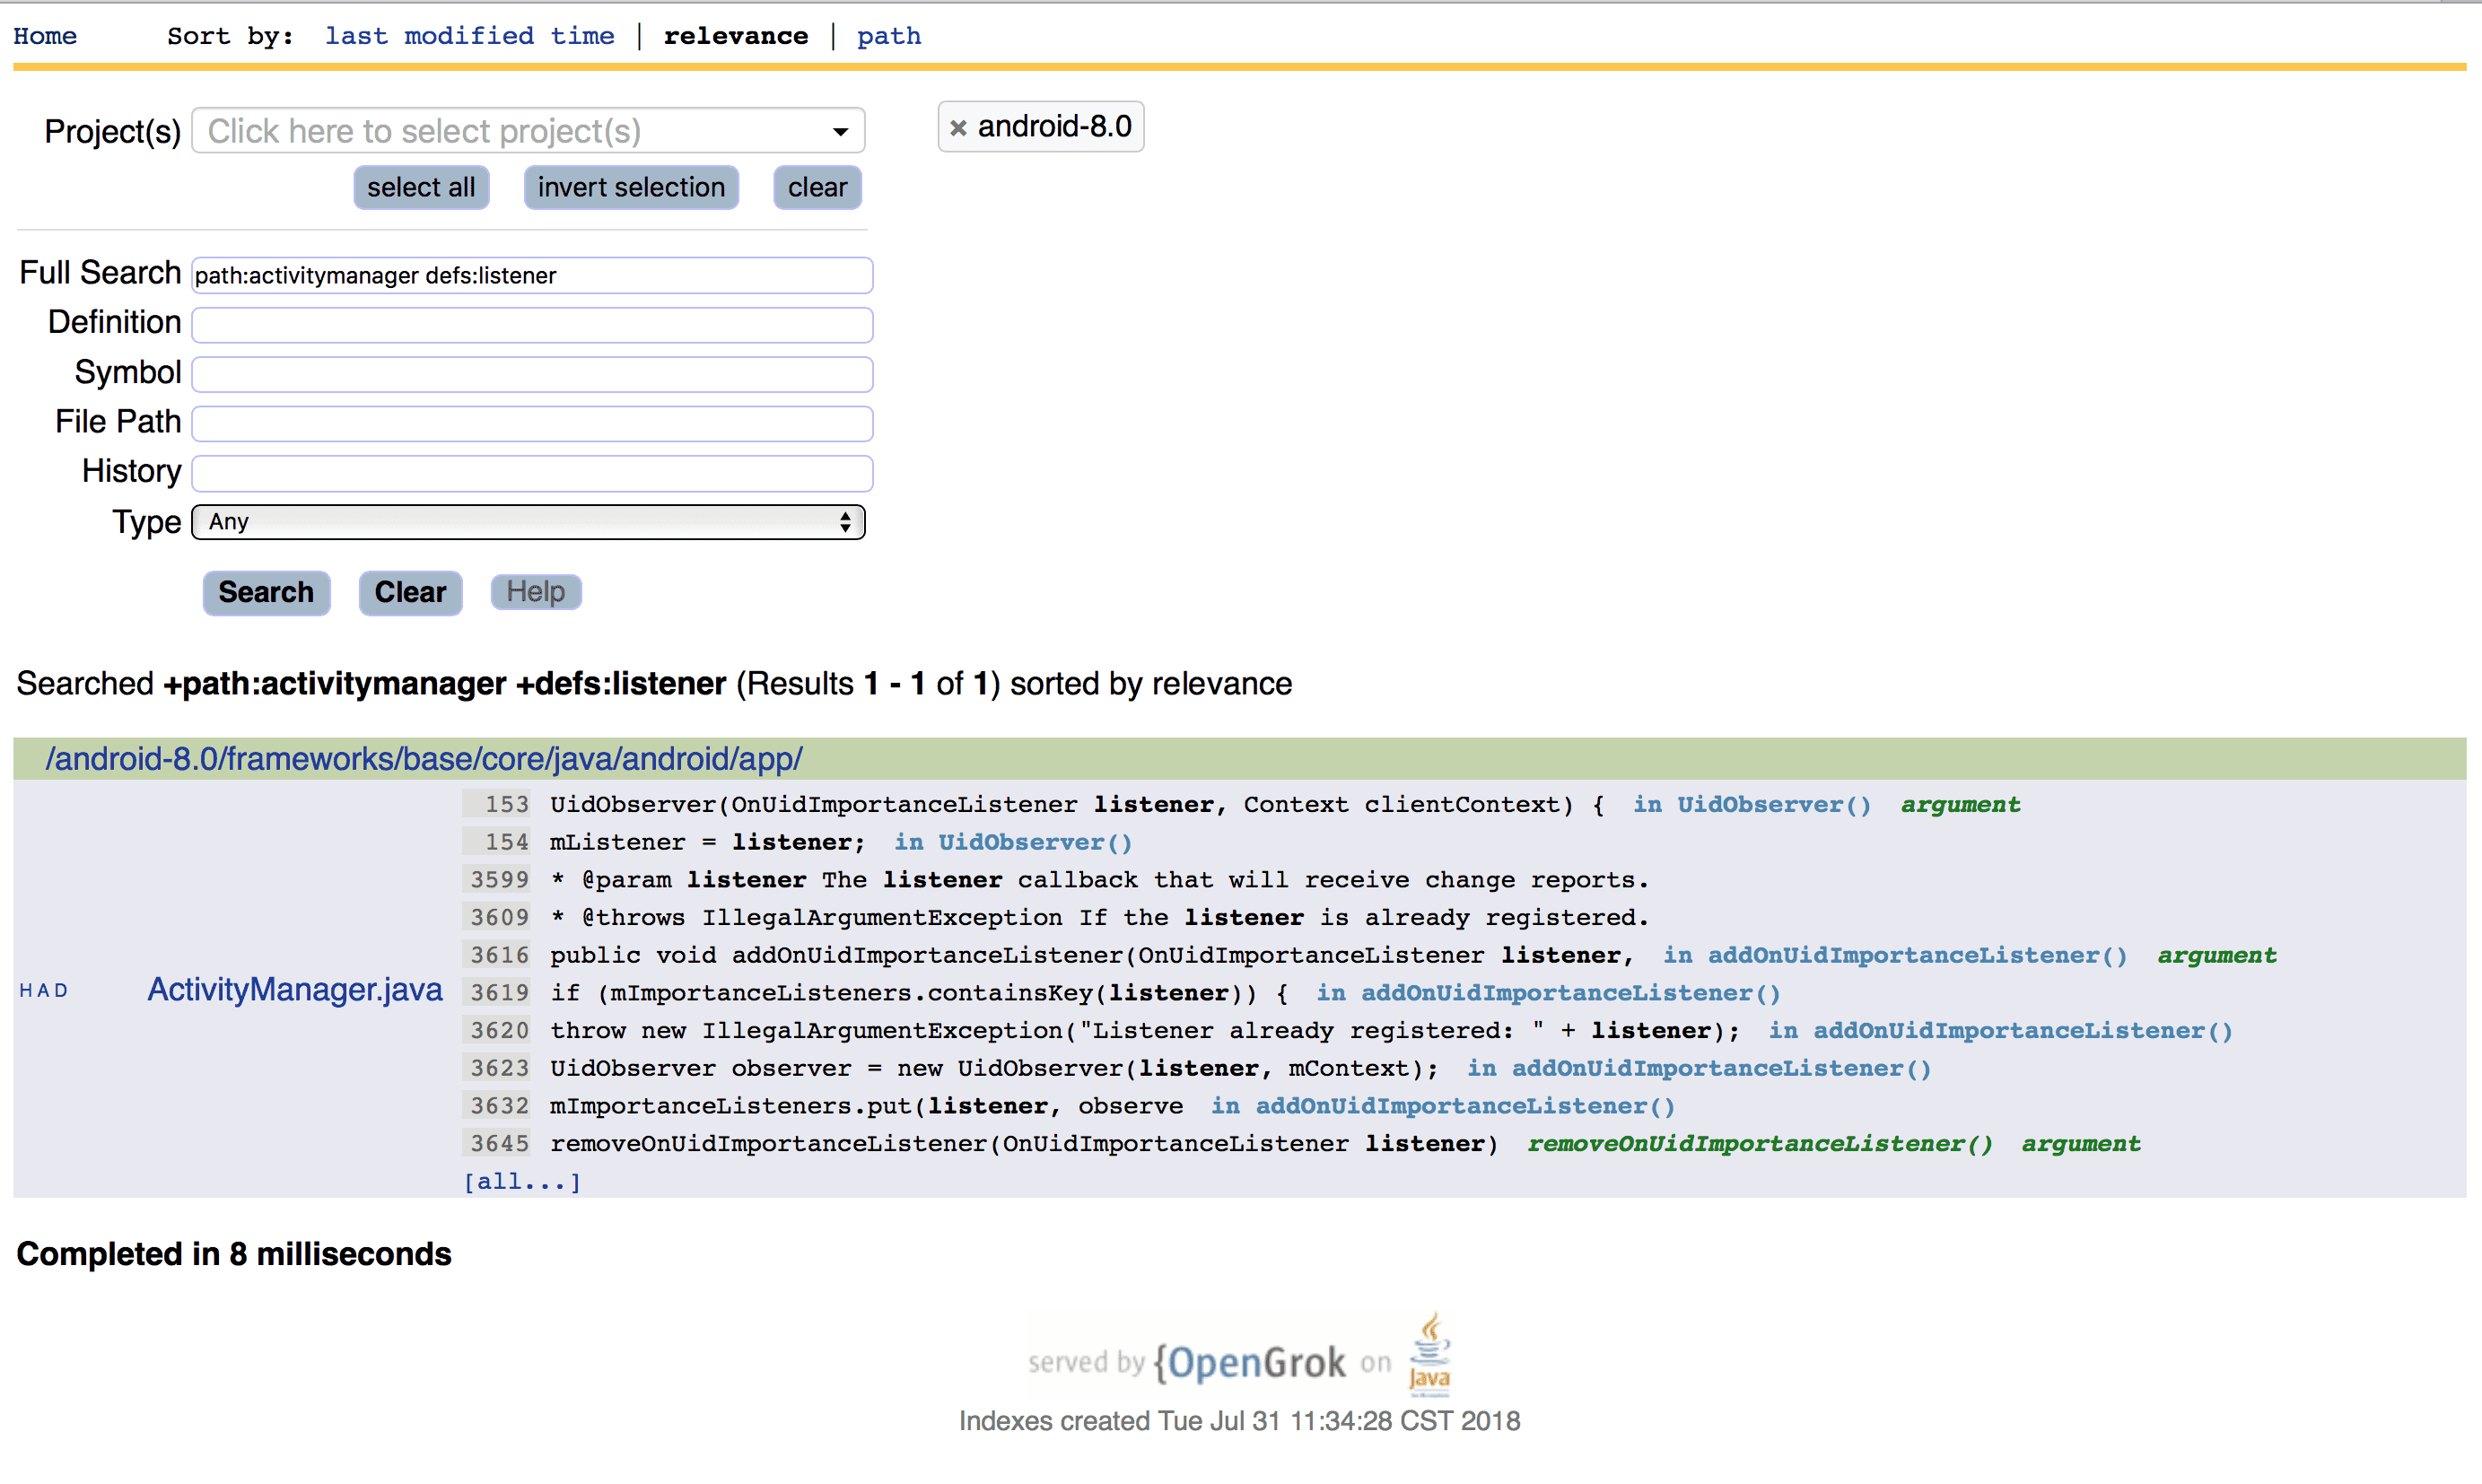 Home Sort by: last modified time | relevance | path
Project(s) Click here to select project(s) × android-8.0
select all invert selection clear
Full Search path:activitymanager defs:listener
Definition
Symbol
File Path
History
Type Any
Search Clear Help
Searched +path:activitymanager +defs:listener (Results 1 - 1 of 1) sorted by relevance
/android-8.0/frameworks/base/core/java/android/app/
H A D ActivityManager.java
153 UidObserver(OnUidImportanceListener listener, Context clientContext) { in UidObserver() argument
154 mListener = listener; in UidObserver()
3599 * @param listener The listener callback that will receive change reports.
3609 * @throws IllegalArgumentException If the listener is already registered.
3616 public void addOnUidImportanceListener(OnUidImportanceListener listener, in addOnUidImportanceListener() argument
3619 if (mImportanceListeners.containsKey(listener)) { in addOnUidImportanceListener()
3620 throw new IllegalArgumentException("Listener already registered: " + listener); in addOnUidImportanceListener()
3623 UidObserver observer = new UidObserver(listener, mContext); in addOnUidImportanceListener()
3632 mImportanceListeners.put(listener, observe in addOnUidImportanceListener()
3645 removeOnUidImportanceListener(OnUidImportanceListener listener) removeOnUidImportanceListener() argument
[all...]
Completed in 8 milliseconds
served by {OpenGrok on Java
Indexes created Tue Jul 31 11:34:28 CST 2018